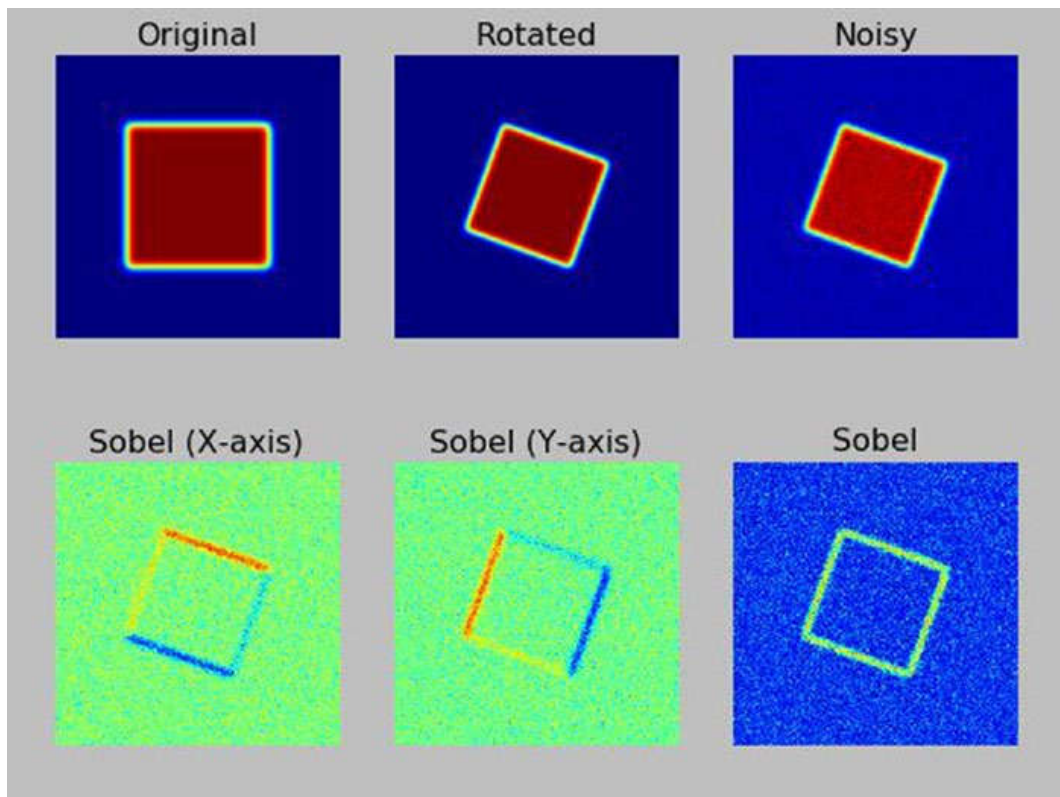 Original
Rotated
Noisy
Sobel (X-axis)
Sobel (Y-axis)
Sobel